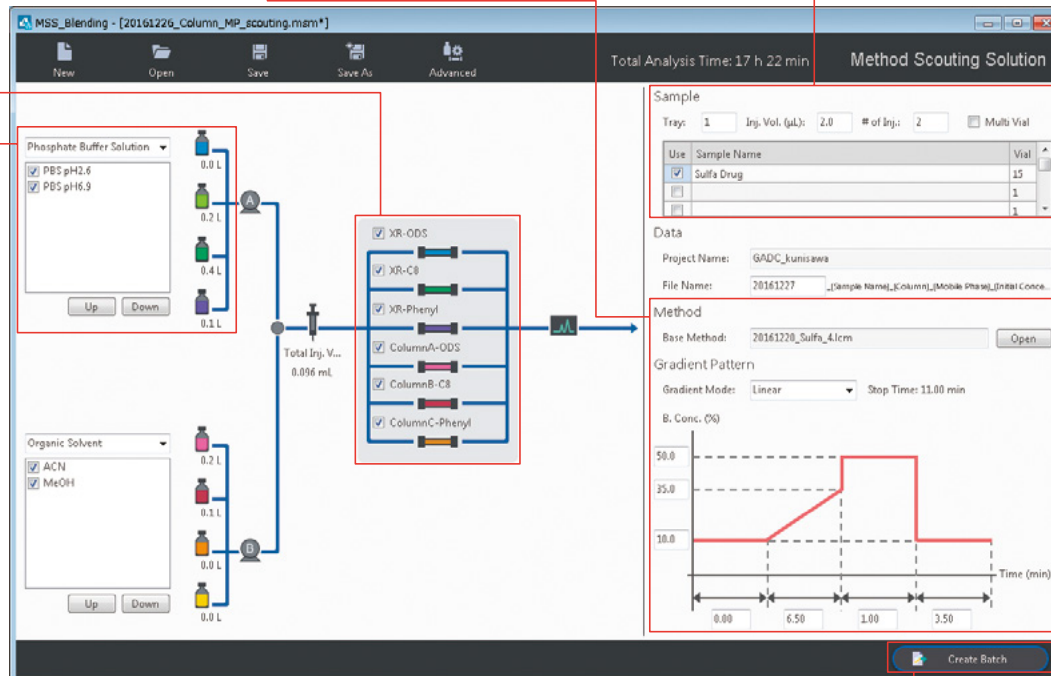 MSS_Blending - [20161226_Column_MP_scouting.msm*]
New
Open
Save
Save As
Advanced
Total Analysis Time: 17 h 22 min
Method Scouting Solution
Phosphate Buffer Solution
PBS pH2.6
PBS pH6.9
Up
Down
0.0 L
0.2 L
0.4 L
0.1 L
A
Organic Solvent
ACN
MeOH
Up
Down
0.2 L
0.1 L
0.0 L
0.0 L
B
Total Inj. V...
0.096 mL
XR-ODS
XR-C8
XR-Phenyl
ColumnA-ODS
ColumnB-C8
ColumnC-Phenyl
Sample
Tray: 1 Inj. Vol. (µL): 2.0 # of Inj.: 2 Multi Vial
Use Sample Name Vial
Sulfa Drug 15
1
1
Data
Project Name: GADC_kunisawa
File Name: 20161227 _(Sample Name)_(Column)_(Mobile Phase)_(Initial Conce...
Method
Base Method: 20161220_Sulfa_4.lcm Open
Gradient Pattern
Gradient Mode: Linear Stop Time: 11.00 min
B. Conc. (%)
50.0
35.0
10.0
Time (min)
0.00 6.50 1.00 3.50
Create Batch